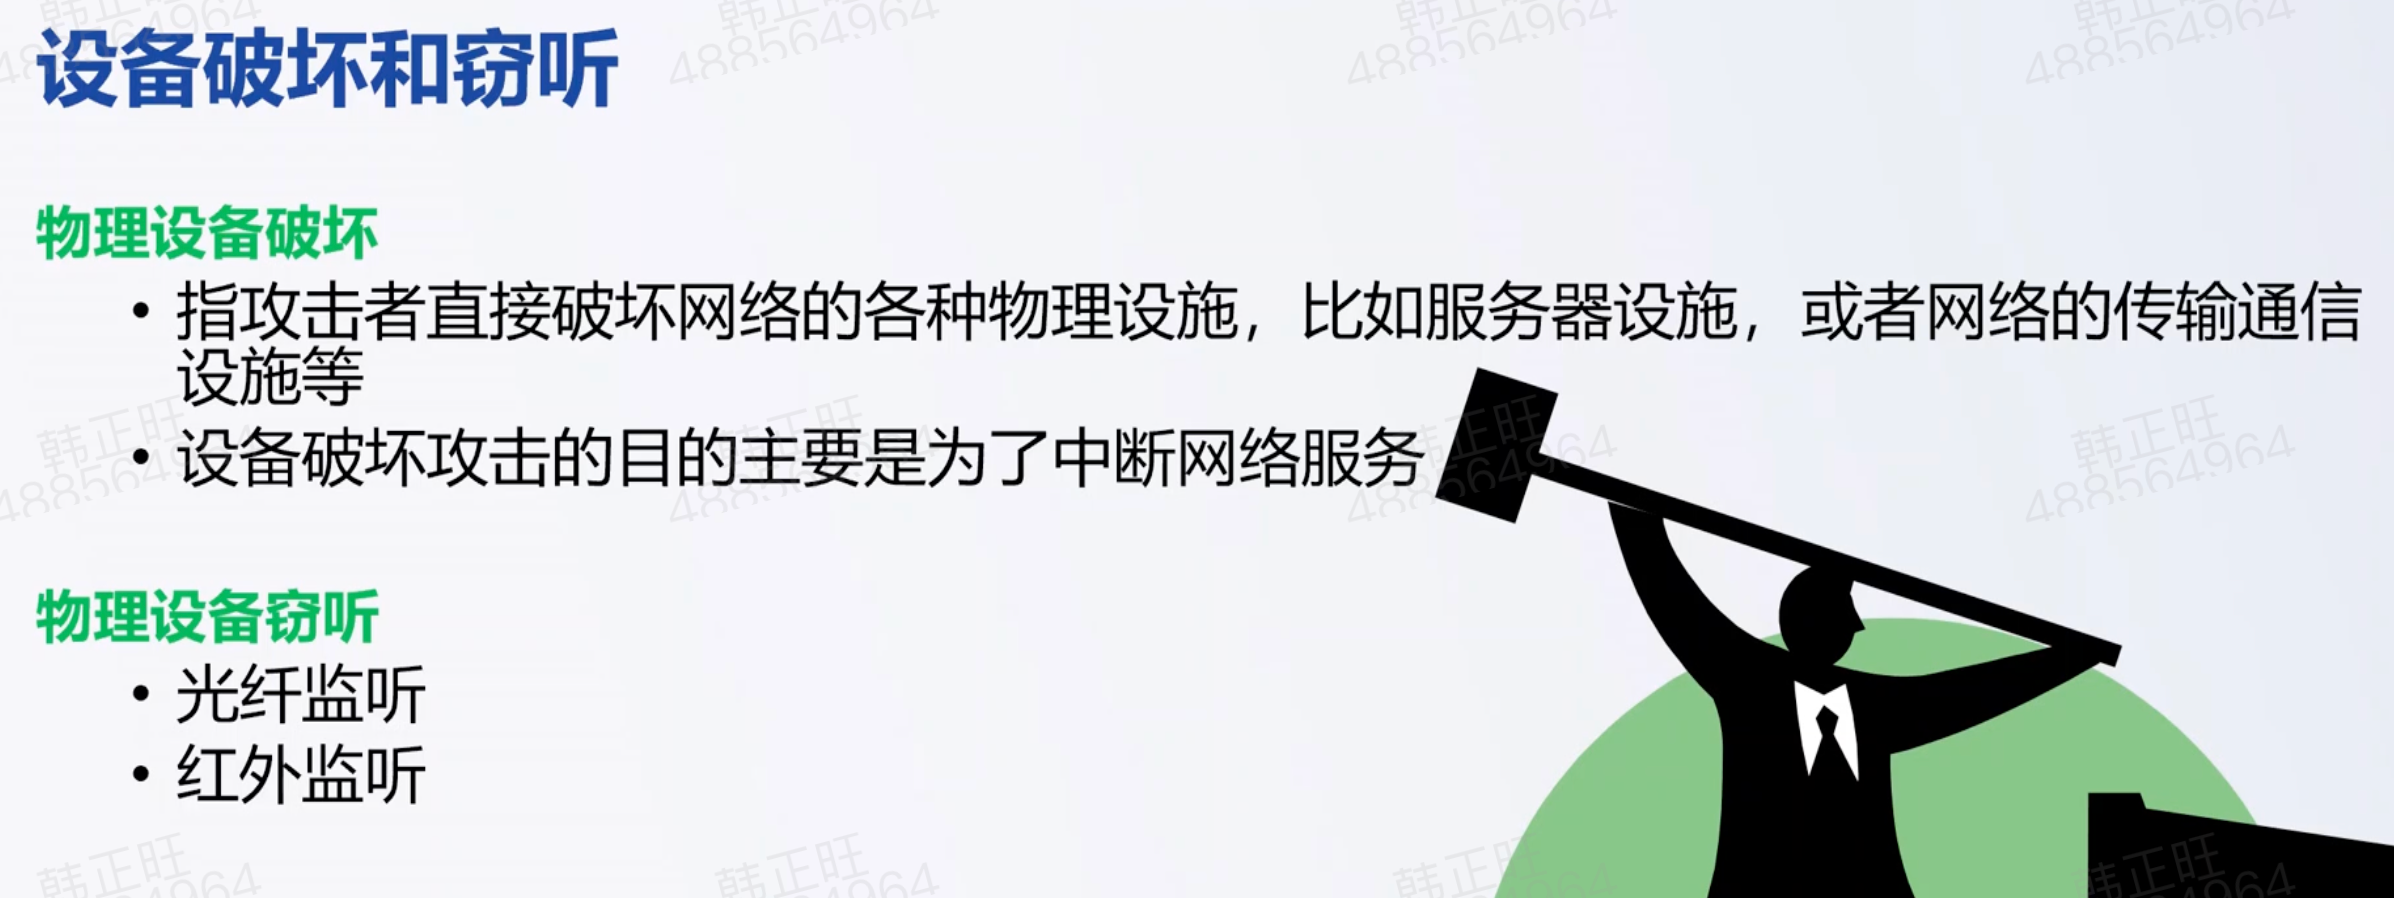 设备破坏和窃听
物理设备破坏
• 指攻击者直接破坏网络的各种物理设施，比如服务器设施，或者网络的传输通信
设施等
• 设备破坏攻击的目的主要是为了中断网络服务
物理设备窃听
• 光纤监听
• 红外监听
韩正旺
488564964